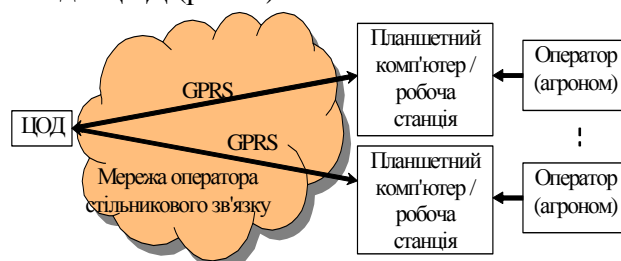 Планшетний
комп'ютер /
робоча
станція
Оператор
(агроном)
GPRS
ЦОД
GPRS
Мережа оператора
стільникового зв'язку
Планшетний
комп'ютер /
робоча
станція
Оператор
(агроном)